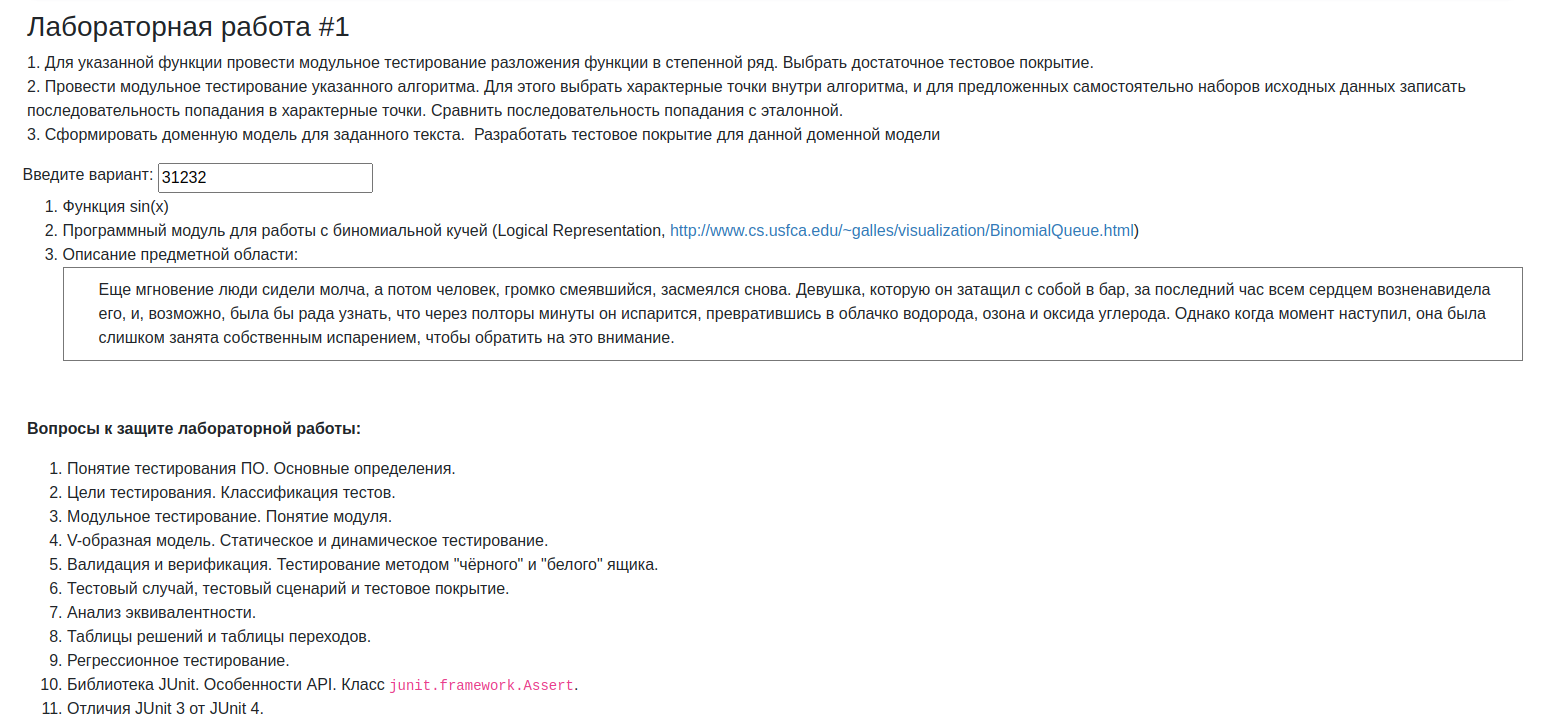 Лабораторная работа #1
1. Для указанной функции провести модульное тестирование разложения функции в степенной ряд. Выбрать достаточное тестовое покрытие.
2. Провести модульное тестирование указанного алгоритма. Для этого выбрать характерные точки внутри алгоритма, и для предложенных самостоятельно наборов исходных данных записать
последовательность попадания в характерные точки. Сравнить последовательность попадания с эталонной.
3. Сформировать доменную модель для заданного текста.  Разработать тестовое покрытие для данной доменной модели
Введите вариант: 31232
1. Функция sin(x)
2. Программный модуль для работы с биномиальной кучей (Logical Representation, http://www.cs.usfca.edu/~galles/visualization/BinomialQueue.html)
3. Описание предметной области:
Еще мгновение люди сидели молча, а потом человек, громко смеявшийся, засмеялся снова. Девушка, которую он затащил с собой в бар, за последний час всем сердцем возненавидела
его, и, возможно, была бы рада узнать, что через полторы минуты он испарится, превратившись в облачко водорода, озона и оксида углерода. Однако когда момент наступил, она была
слишком занята собственным испарением, чтобы обратить на это внимание.
Вопросы к защите лабораторной работы:
1. Понятие тестирования ПО. Основные определения.
2. Цели тестирования. Классификация тестов.
3. Модульное тестирование. Понятие модуля.
4. V-образная модель. Статическое и динамическое тестирование.
5. Валидация и верификация. Тестирование методом "чёрного" и "белого" ящика.
6. Тестовый случай, тестовый сценарий и тестовое покрытие.
7. Анализ эквивалентности.
8. Таблицы решений и таблицы переходов.
9. Регрессионное тестирование.
10. Библиотека JUnit. Особенности API. Класс junit.framework.Assert.
11. Отличия JUnit 3 от JUnit 4.